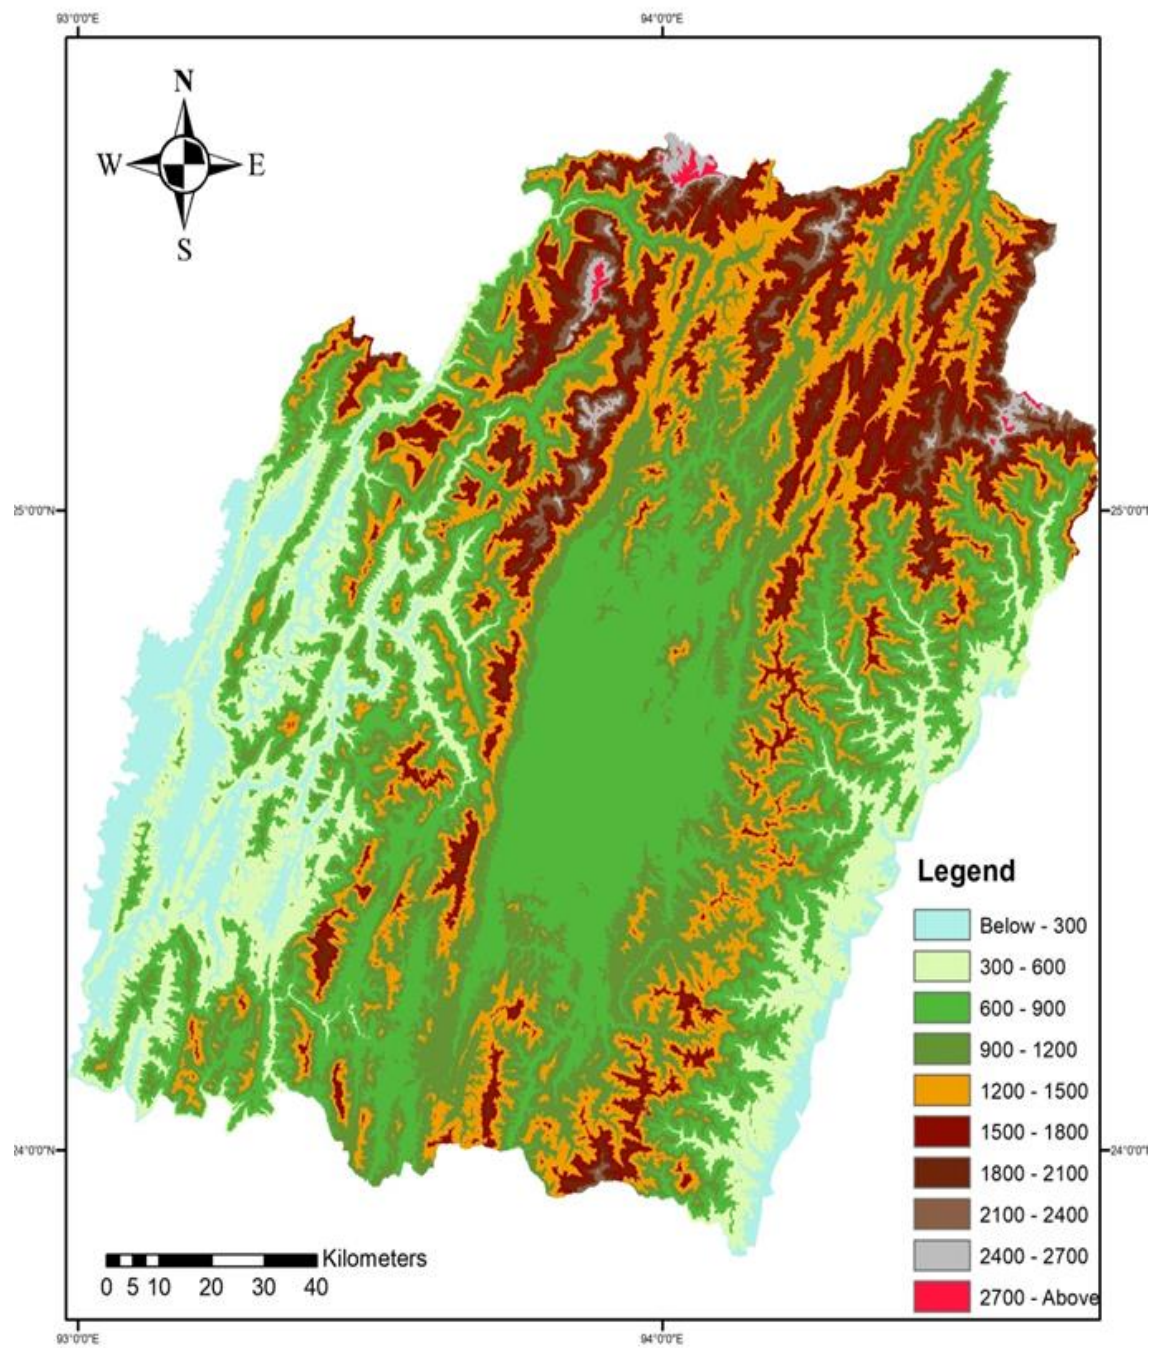 93°0'0"E 94°0'0"E
N
W E
S
25°0'0"N 25°0'0"
Legend
Below - 300
300 - 600
600 - 900
900 - 1200
1200 - 1500
1500 - 1800
1800 - 2100
2100 - 2400
2400 - 2700
2700 - Above
24°0'0"N 24°0'0"
Kilometers
0 5 10 20 30 40
93°0'0"E 94°0'0"E